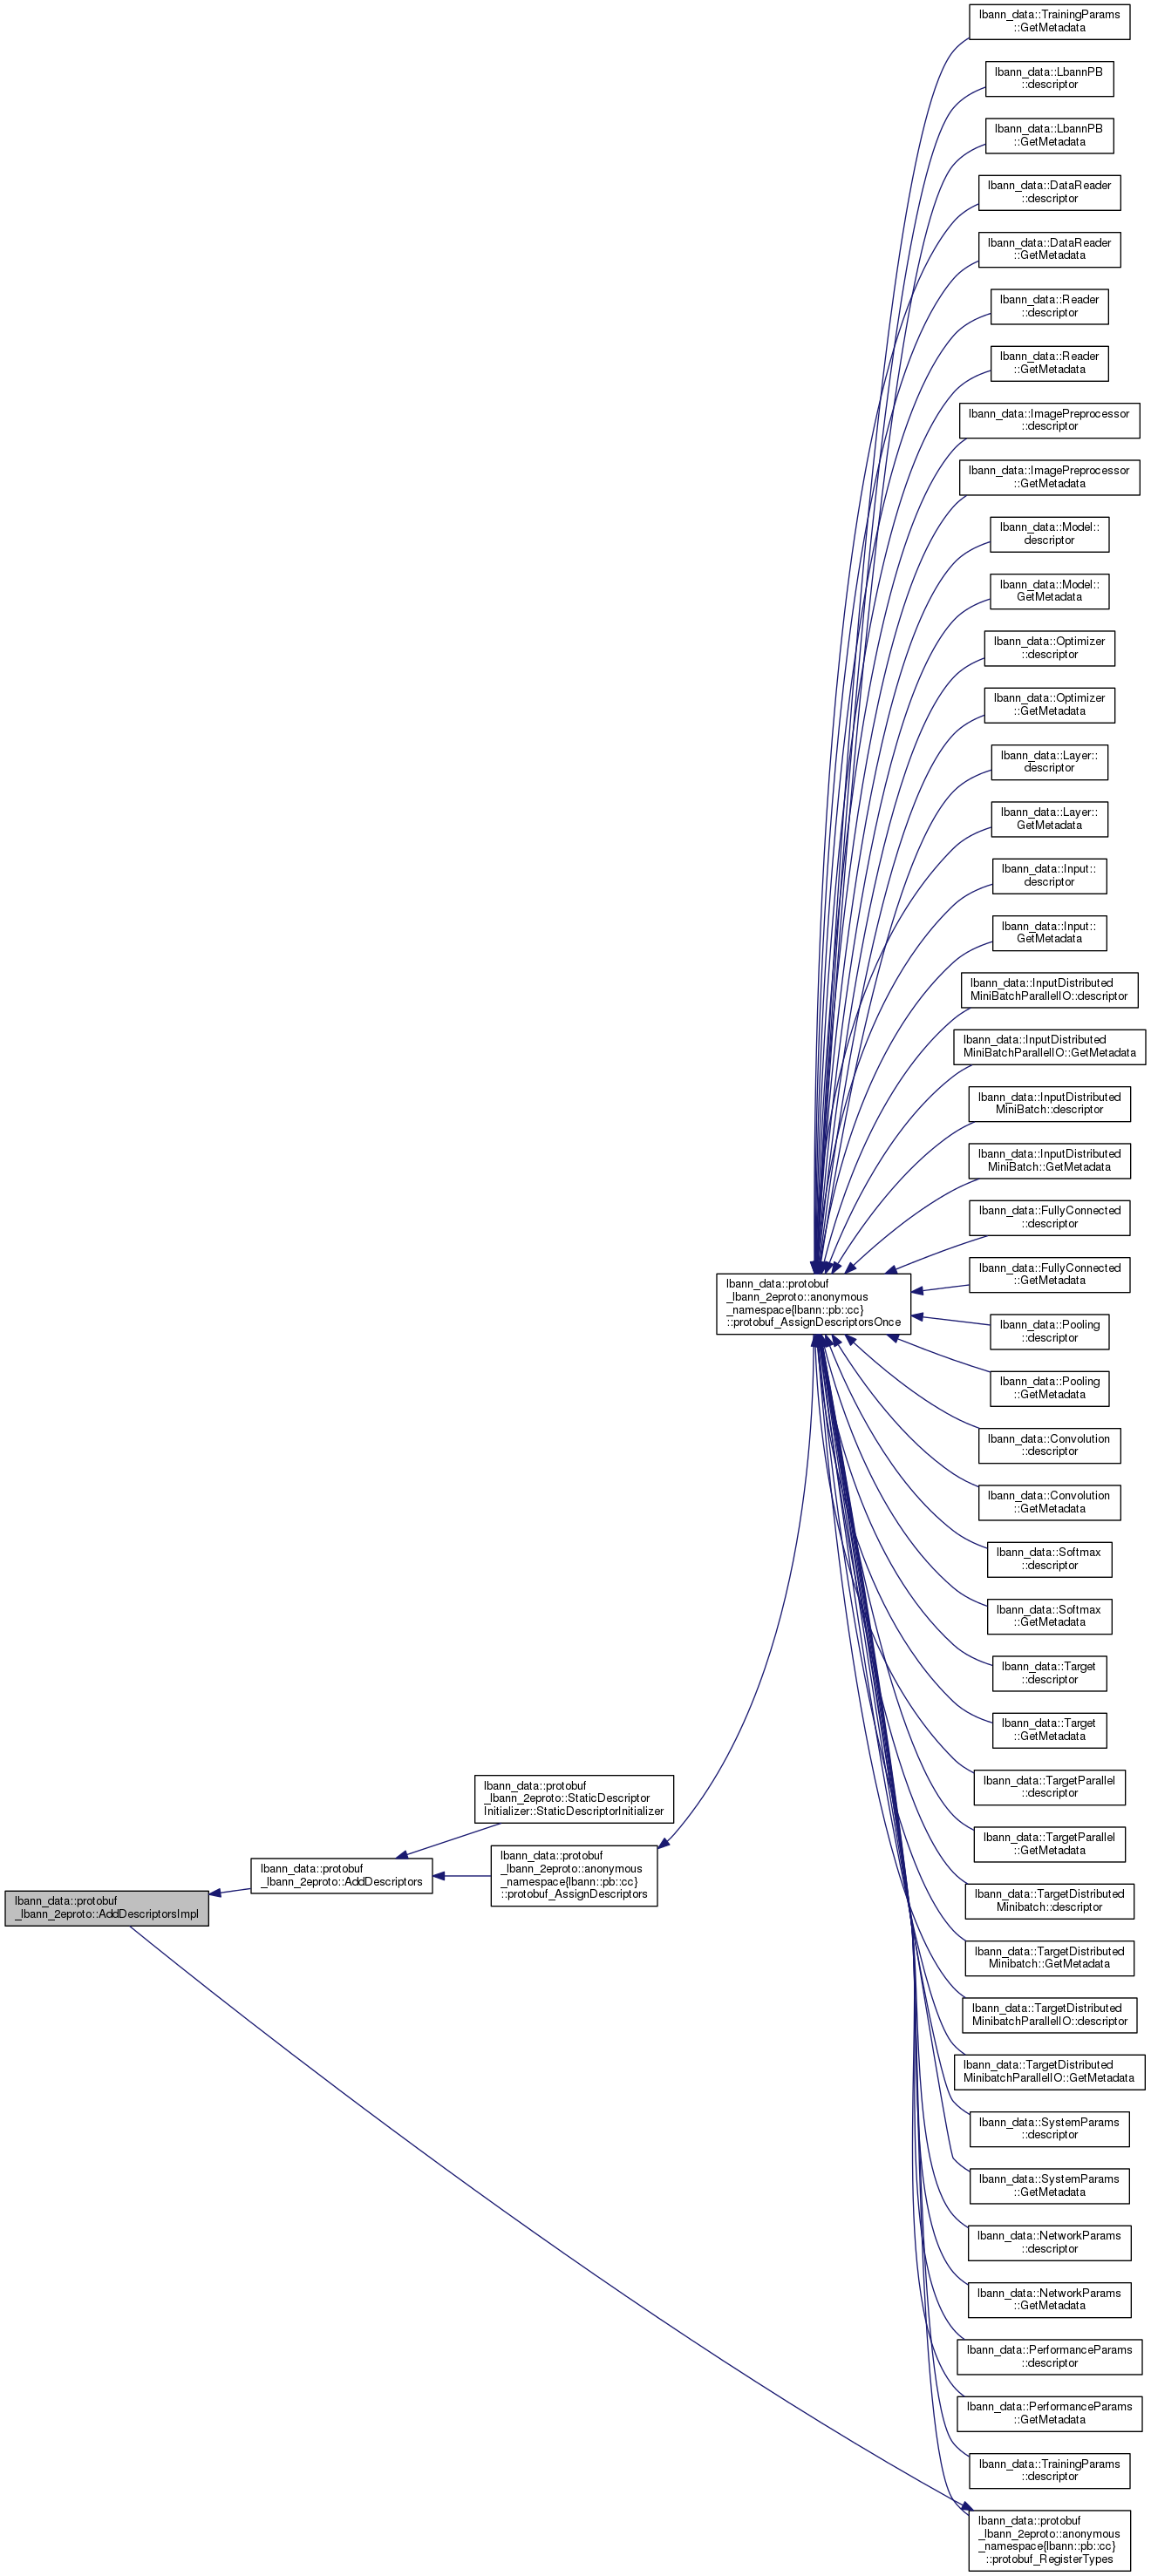 lbann_data::TrainingParams
::GetMetadata
lbann_data::LbannPB
::descriptor
lbann_data::LbannPB
::GetMetadata
lbann_data::DataReader
::descriptor
lbann_data::DataReader
::GetMetadata
lbann_data::Reader
::descriptor
lbann_data::Reader
::GetMetadata
lbann_data::ImagePreprocessor
::descriptor
lbann_data::ImagePreprocessor
::GetMetadata
lbann_data::Model::
descriptor
lbann_data::Model::
GetMetadata
lbann_data::Optimizer
::descriptor
lbann_data::Optimizer
::GetMetadata
lbann_data::Layer::
descriptor
lbann_data::Layer::
GetMetadata
lbann_data::Input::
descriptor
lbann_data::Input::
GetMetadata
lbann_data::InputDistributed
MiniBatchParallelIO::descriptor
lbann_data::InputDistributed
MiniBatchParallelIO::GetMetadata
lbann_data::InputDistributed
MiniBatch::descriptor
lbann_data::InputDistributed
MiniBatch::GetMetadata
lbann_data::FullyConnected
::descriptor
lbann_data::FullyConnected
::GetMetadata
lbann_data::protobuf
_lbann_2eproto::anonymous
_namespace{lbann::pb::cc}
::protobuf_AssignDescriptorsOnce
lbann_data::Pooling
::descriptor
lbann_data::Pooling
::GetMetadata
lbann_data::Convolution
::descriptor
lbann_data::Convolution
::GetMetadata
lbann_data::Softmax
::descriptor
lbann_data::Softmax
::GetMetadata
lbann_data::Target
::descriptor
lbann_data::Target
::GetMetadata
lbann_data::TargetParallel
::descriptor
lbann_data::protobuf
_lbann_2eproto::StaticDescriptor
Initializer::StaticDescriptorInitializer
lbann_data::TargetParallel
::GetMetadata
lbann_data::protobuf
_lbann_2eproto::anonymous
_namespace{lbann::pb::cc}
::protobuf_AssignDescriptors
lbann_data::protobuf
_lbann_2eproto::AddDescriptors
lbann_data::protobuf
_lbann_2eproto::AddDescriptorsImpl
lbann_data::TargetDistributed
Minibatch::descriptor
lbann_data::TargetDistributed
Minibatch::GetMetadata
lbann_data::TargetDistributed
MinibatchParallelIO::descriptor
lbann_data::TargetDistributed
MinibatchParallelIO::GetMetadata
lbann_data::SystemParams
::descriptor
lbann_data::SystemParams
::GetMetadata
lbann_data::NetworkParams
::descriptor
lbann_data::NetworkParams
::GetMetadata
lbann_data::PerformanceParams
::descriptor
lbann_data::PerformanceParams
::GetMetadata
lbann_data::TrainingParams
::descriptor
lbann_data::protobuf
_lbann_2eproto::anonymous
_namespace{lbann::pb::cc}
::protobuf_RegisterTypes